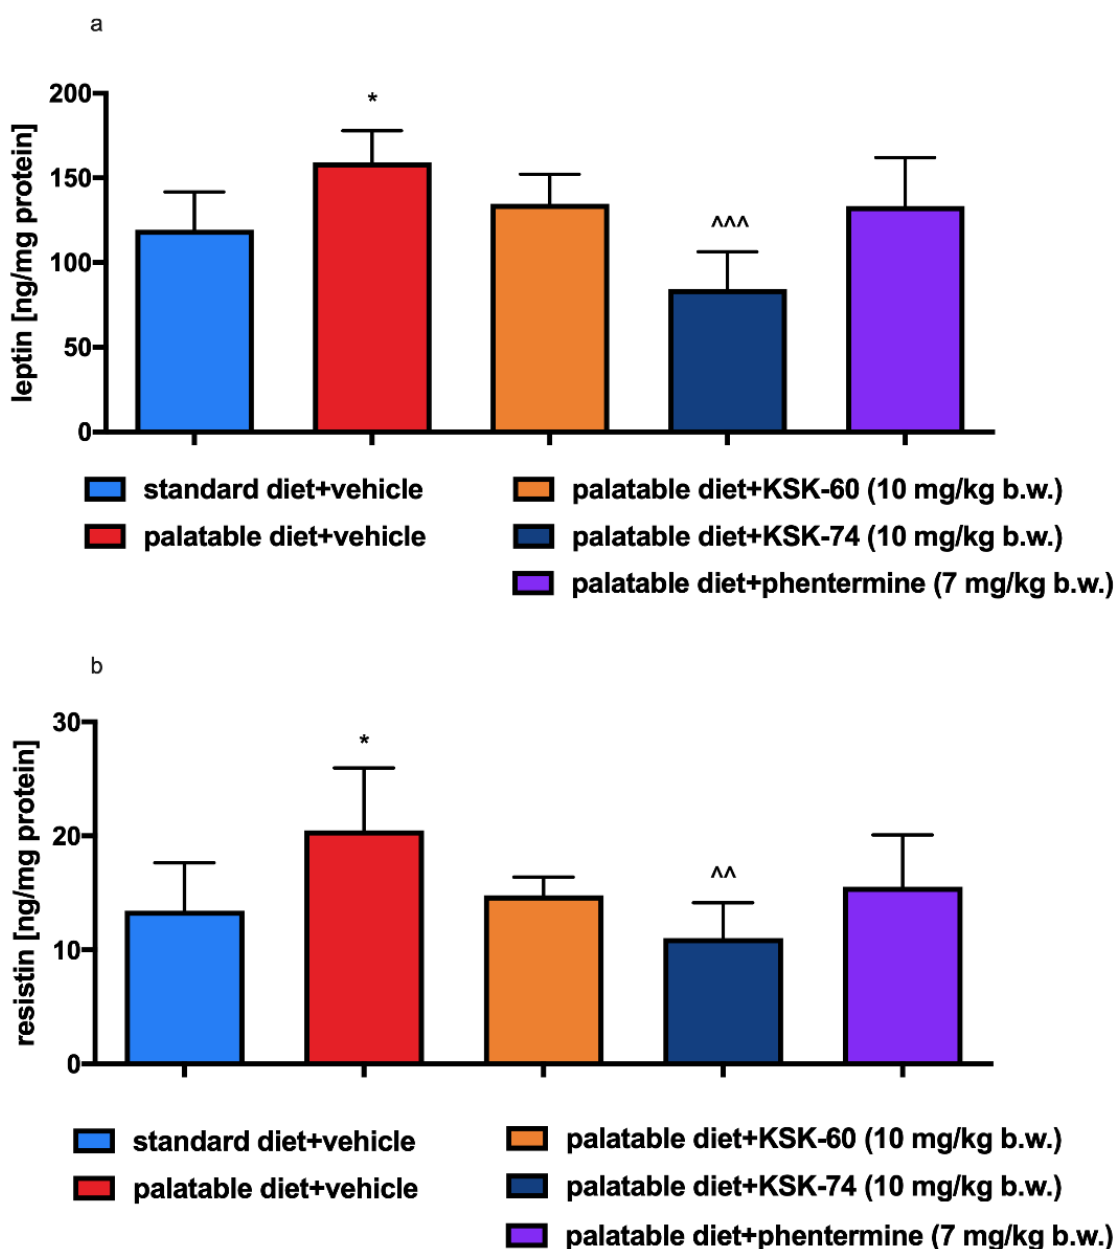 a
leptin [ng/mg protein]
200
150
100
50
0
*
^^^
standard diet+vehicle
palatable diet+vehicle
palatable diet+KSK-60 (10 mg/kg b.w.)
palatable diet+KSK-74 (10 mg/kg b.w.)
palatable diet+phentermine (7 mg/kg b.w.)
b
resistin [ng/mg protein]
30
20
10
0
*
^^
standard diet+vehicle
palatable diet+vehicle
palatable diet+KSK-60 (10 mg/kg b.w.)
palatable diet+KSK-74 (10 mg/kg b.w.)
palatable diet+phentermine (7 mg/kg b.w.)